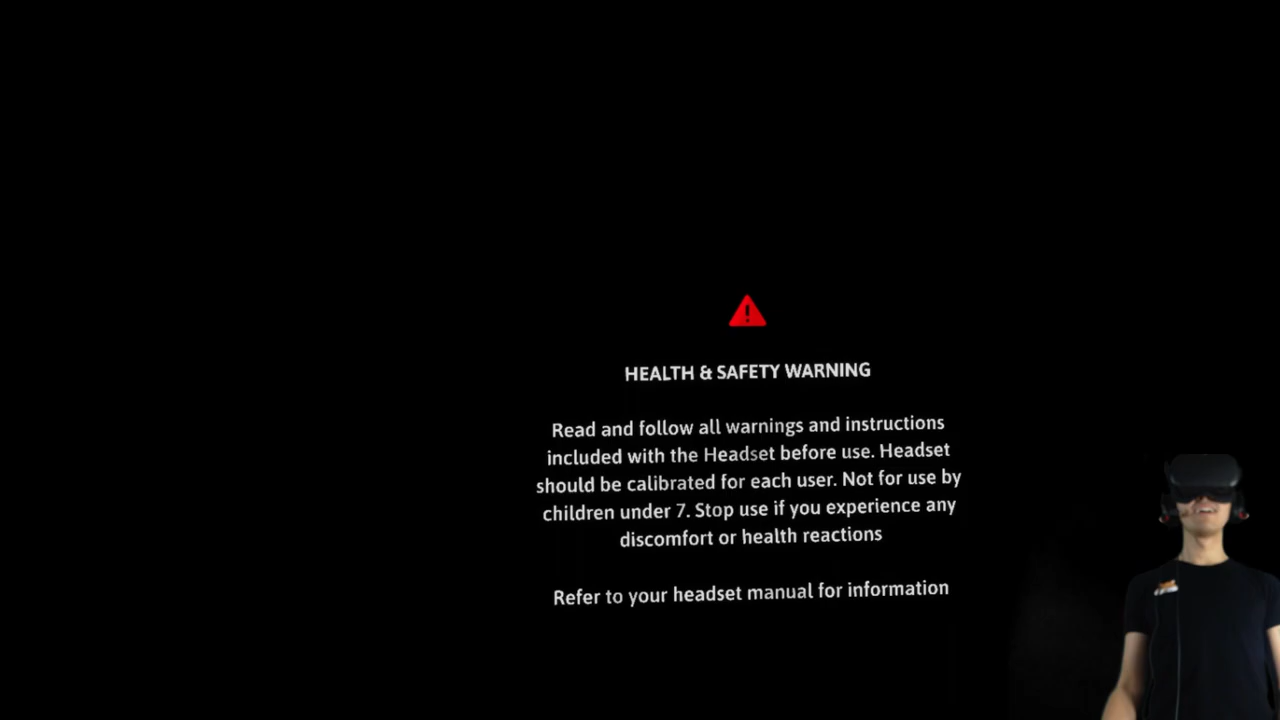 HEALTH & SAFETY WARNING
Read and follow all warnings and instructions
included with the Headset before use. Headset
should be calibrated for each user. Not for use by
children under 7. Stop use if you experience any
discomfort or health reactions
Refer to your headset manual for information